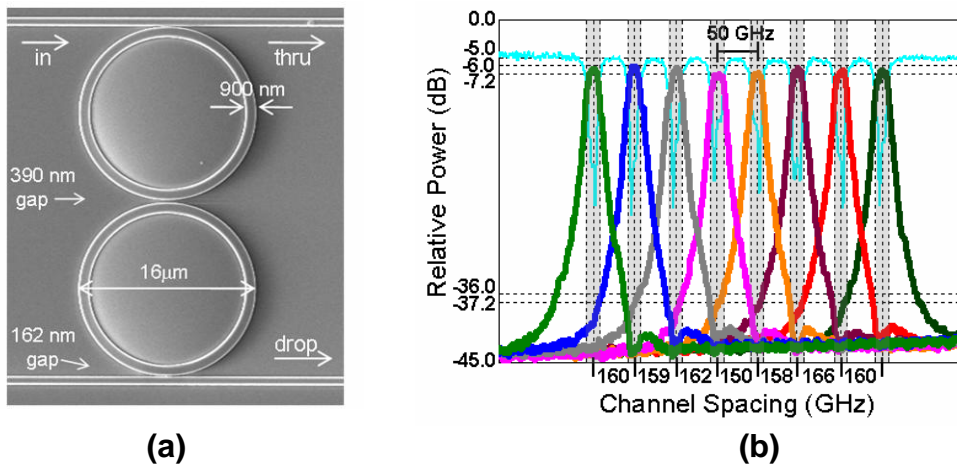 in
thru
900 nm
390 nm
gap
16μm
162 nm
gap
drop
(a)
0.0
-5.0
-6.0
-7.2
-36.0
-37.2
-45.0
Relative Power (dB)
50 GHz
160 159 162 150 158 166 160
Channel Spacing (GHz)
(b)